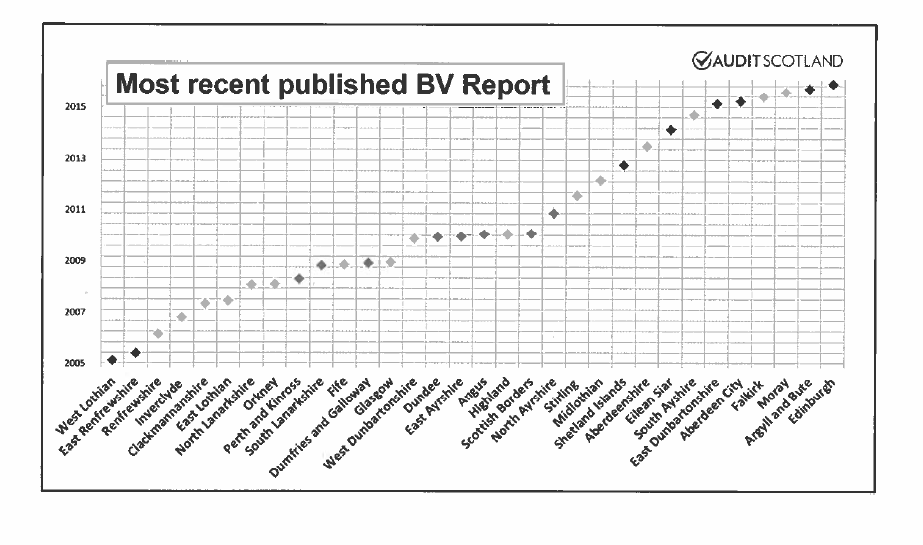 AUDIT SCOTLAND
Most recent published BV Report
2015
2013
2011
2009
2007
2005
West Lothian
East Renfrewshire
Renfrewshire
Inverclyde
Clackmannanshire
East Lothian
North Lanarkshire
Orkney
Perth and Kinross
South Lanarkshire
Fife
Dumfries and Galloway
Glasgow
West Dunbartonshire
Dundee
East Ayrshire
Angus
Highland
Scottish Borders
North Ayrshire
Stirling
Midlothian
Shetland Islands
Aberdeenshire
Eilean Siar
South Ayrshire
East Dunbartonshire
Aberdeen City
Falkirk
Moray
Argyll and Bute
Edinburgh